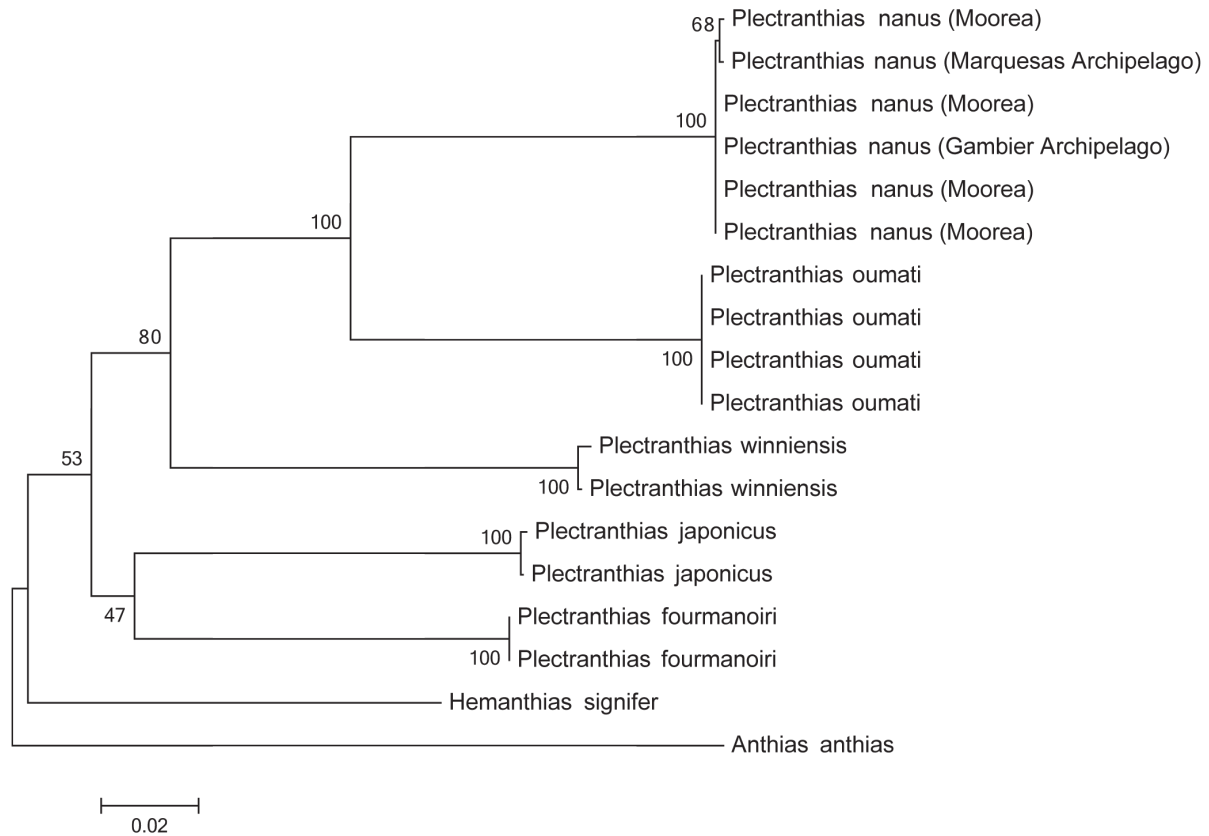 68
Plectranthias nanus (Moorea)
Plectranthias nanus (Marquesas Archipelago)
Plectranthias nanus (Moorea)
100
Plectranthias nanus (Gambier Archipelago)
Plectranthias nanus (Moorea)
100
Plectranthias nanus (Moorea)
Plectranthias oumati
Plectranthias oumati
80
100
Plectranthias oumati
Plectranthias oumati
Plectranthias winniensis
53
100
Plectranthias winniensis
100
Plectranthias japonicus
Plectranthias japonicus
47
Plectranthias fourmanoiri
100
Plectranthias fourmanoiri
Hemanthias signifer
Anthias anthias
0.02